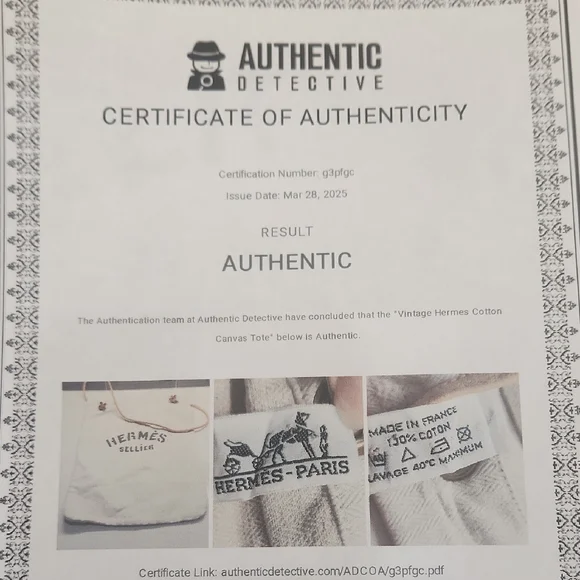 AUTHENTIC
DETECTIVE
CERTIFICATE OF AUTHENTICITY
Certification Number: g3pfgc
Issue Date: Mar 28, 2025
RESULT
AUTHENTIC
The Authentication team at Authentic Detective have concluded that the "Vintage Hermes Cotton
Canvas Tote" below is Authentic.
HERMÈS
SELLIER
HERMÈS-PARIS
MADE IN FRANCE
100% COTON
LAVAGE 40°C MAXIMUM
Certificate Link: authenticdetective.com/ADCOA/g3pfgc.pdf